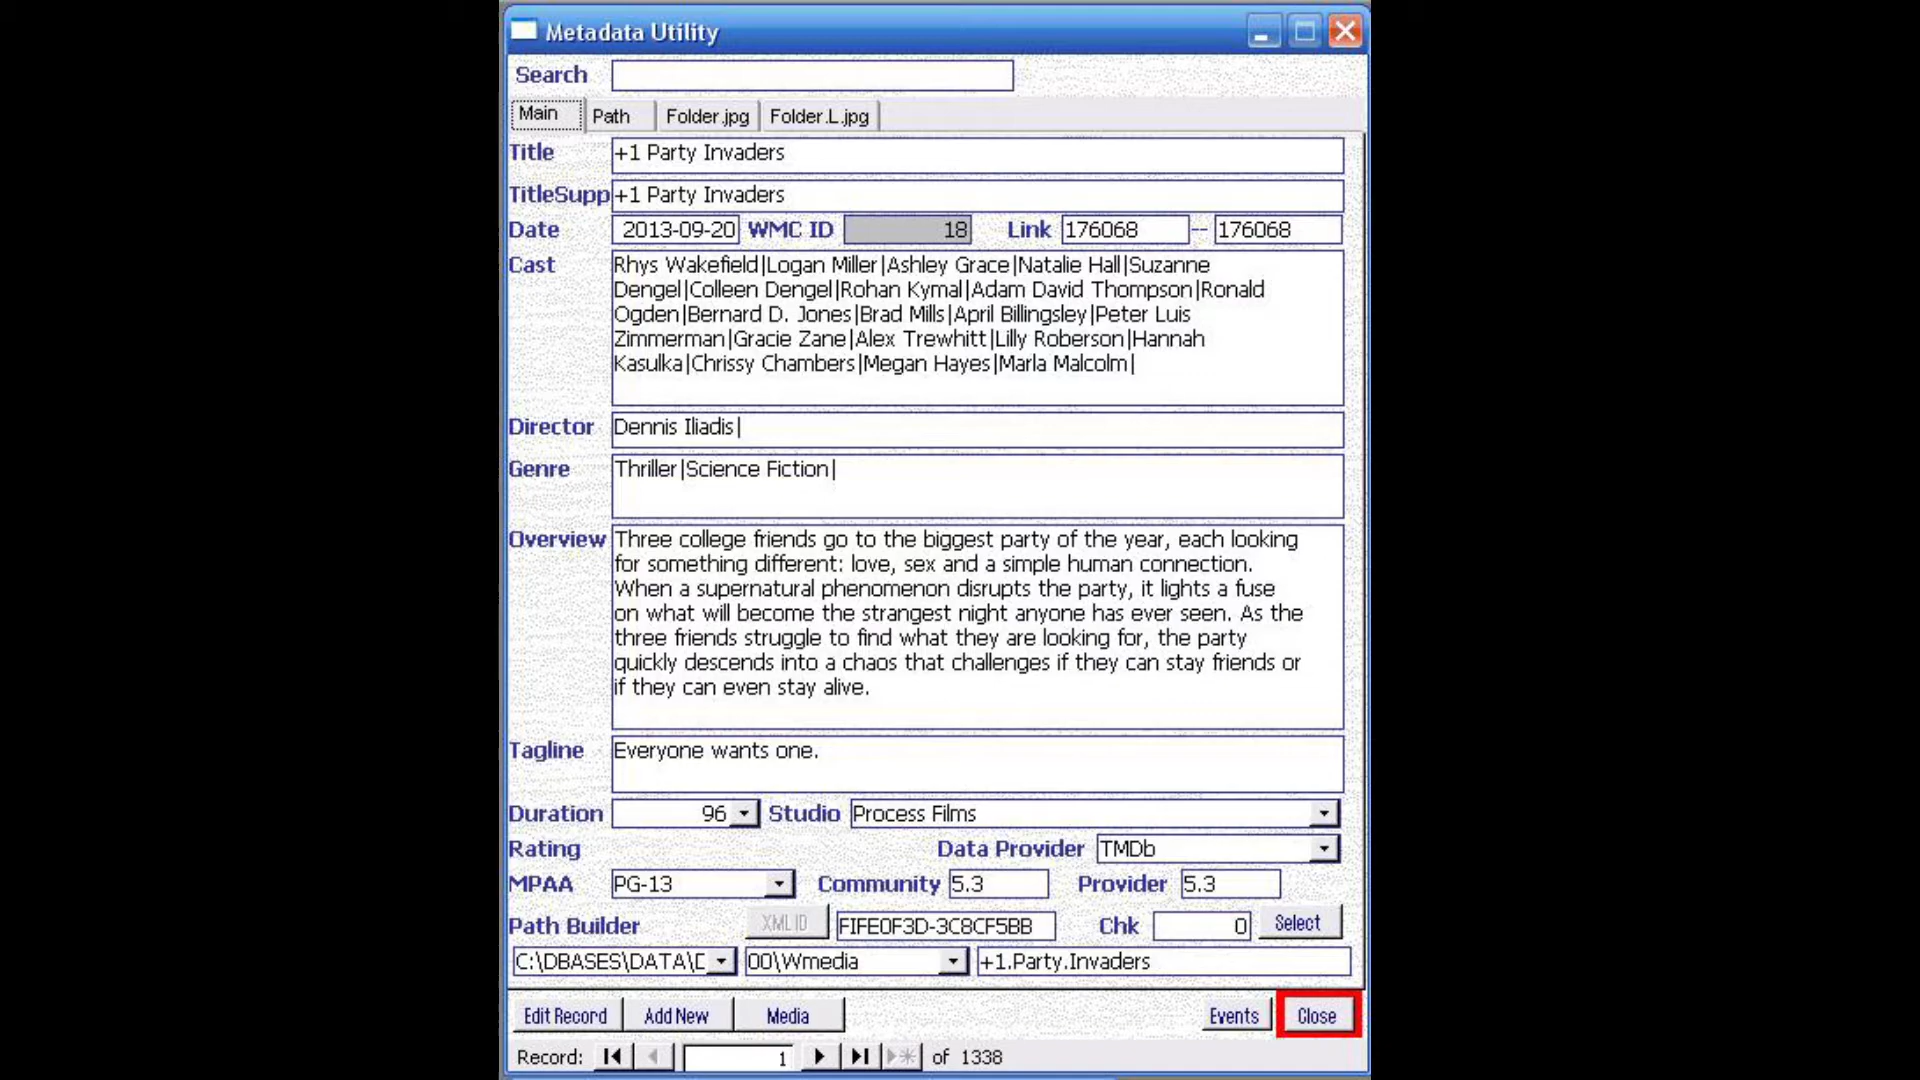 Metadata Utility
Search
Main Path Folder.jpg Folder.L.jpg
Title +1 Party Invaders
TitleSupp +1 Party Invaders
Date 2013-09-20 WMC ID 18 Link 176068 -- 176068
Cast Rhys Wakefield|Logan Miller|Ashley Grace|Natalie Hall|Suzanne
Dengel|Colleen Dengel|Rohan Kymal|Adam David Thompson|Ronald
Ogden|Bernard D. Jones|Brad Mills|April Billingsley|Peter Luis
Zimmerman|Gracie Zane|Alex Trewhitt|Lilly Roberson|Hannah
Kasulka|Chrissy Chambers|Megan Hayes|Marla Malcolm|
Director Dennis Iliadis|
Genre Thriller|Science Fiction|
Overview Three college friends go to the biggest party of the year, each looking
for something different: love, sex and a simple human connection.
When a supernatural phenomenon disrupts the party, it lights a fuse
on what will become the strangest night anyone has ever seen. As the
three friends struggle to find what they are looking for, the party
quickly descends into a chaos that challenges if they can stay friends or
if they can even stay alive.
Tagline Everyone wants one.
Duration 96 Studio Process Films
Rating Data Provider TMDb
MPAA PG-13 Community 5.3 Provider 5.3
Path Builder XML ID FIFE0F3D-3C8CF5BB Chk 0 Select
C:\DBASES\DATA\D 00\Wmedia +1.Party.Invaders
Edit Record Add New Media Events Close
Record: 1 of 1338